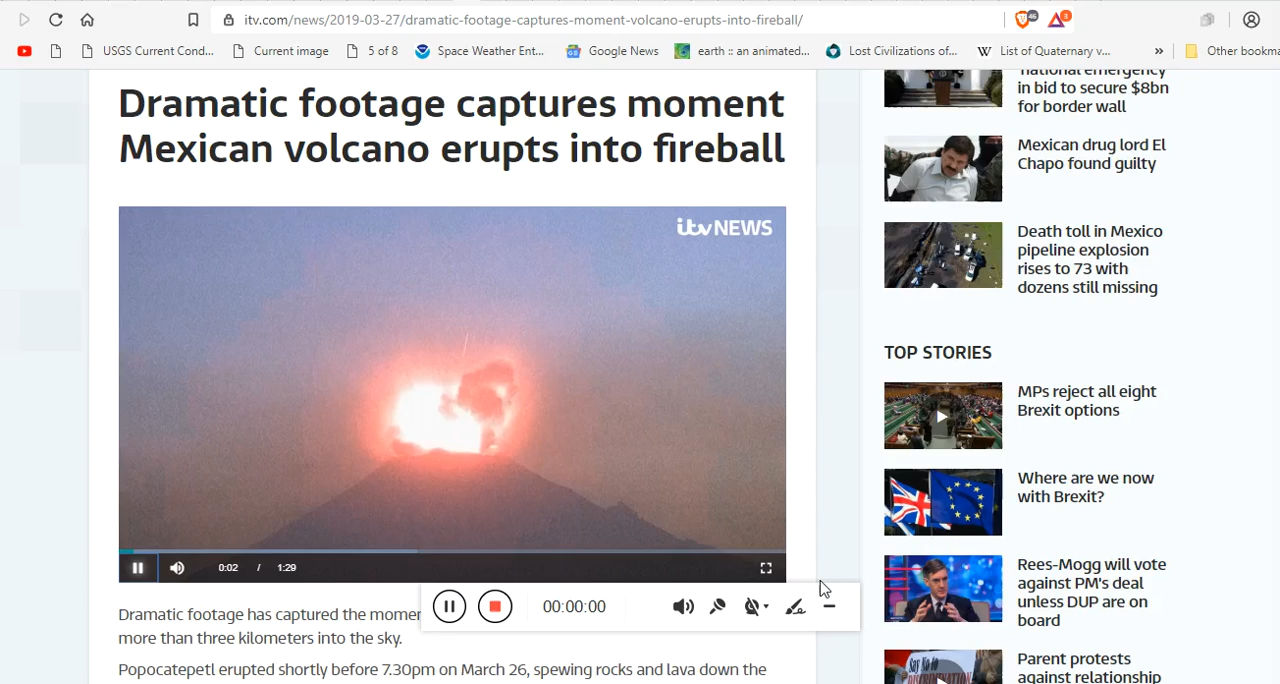 itv.com/news/2019-03-27/dramatic-footage-captures-moment-volcano-erupts-into-fireball/
46
3
USGS Current Cond...
Current image
5 of 8
Space Weather Ent...
Google News
earth :: an animated...
Lost Civilizations of...
W
List of Quaternary v...
»
Other bookma
Dramatic footage captures moment
Mexican volcano erupts into fireball
itv NEWS
0:02 / 1:29
00:00:00
Dramatic footage has captured the momen
more than three kilometers into the sky.
Popocatepetl erupted shortly before 7.30pm on March 26, spewing rocks and lava down the
national emergency
in bid to secure $8bn
for border wall
Mexican drug lord El
Chapo found guilty
Death toll in Mexico
pipeline explosion
rises to 73 with
dozens still missing
TOP STORIES
MPs reject all eight
Brexit options
Where are we now
with Brexit?
Rees-Mogg will vote
against PM's deal
unless DUP are on
board
Say No to
Parent protests
against relationship